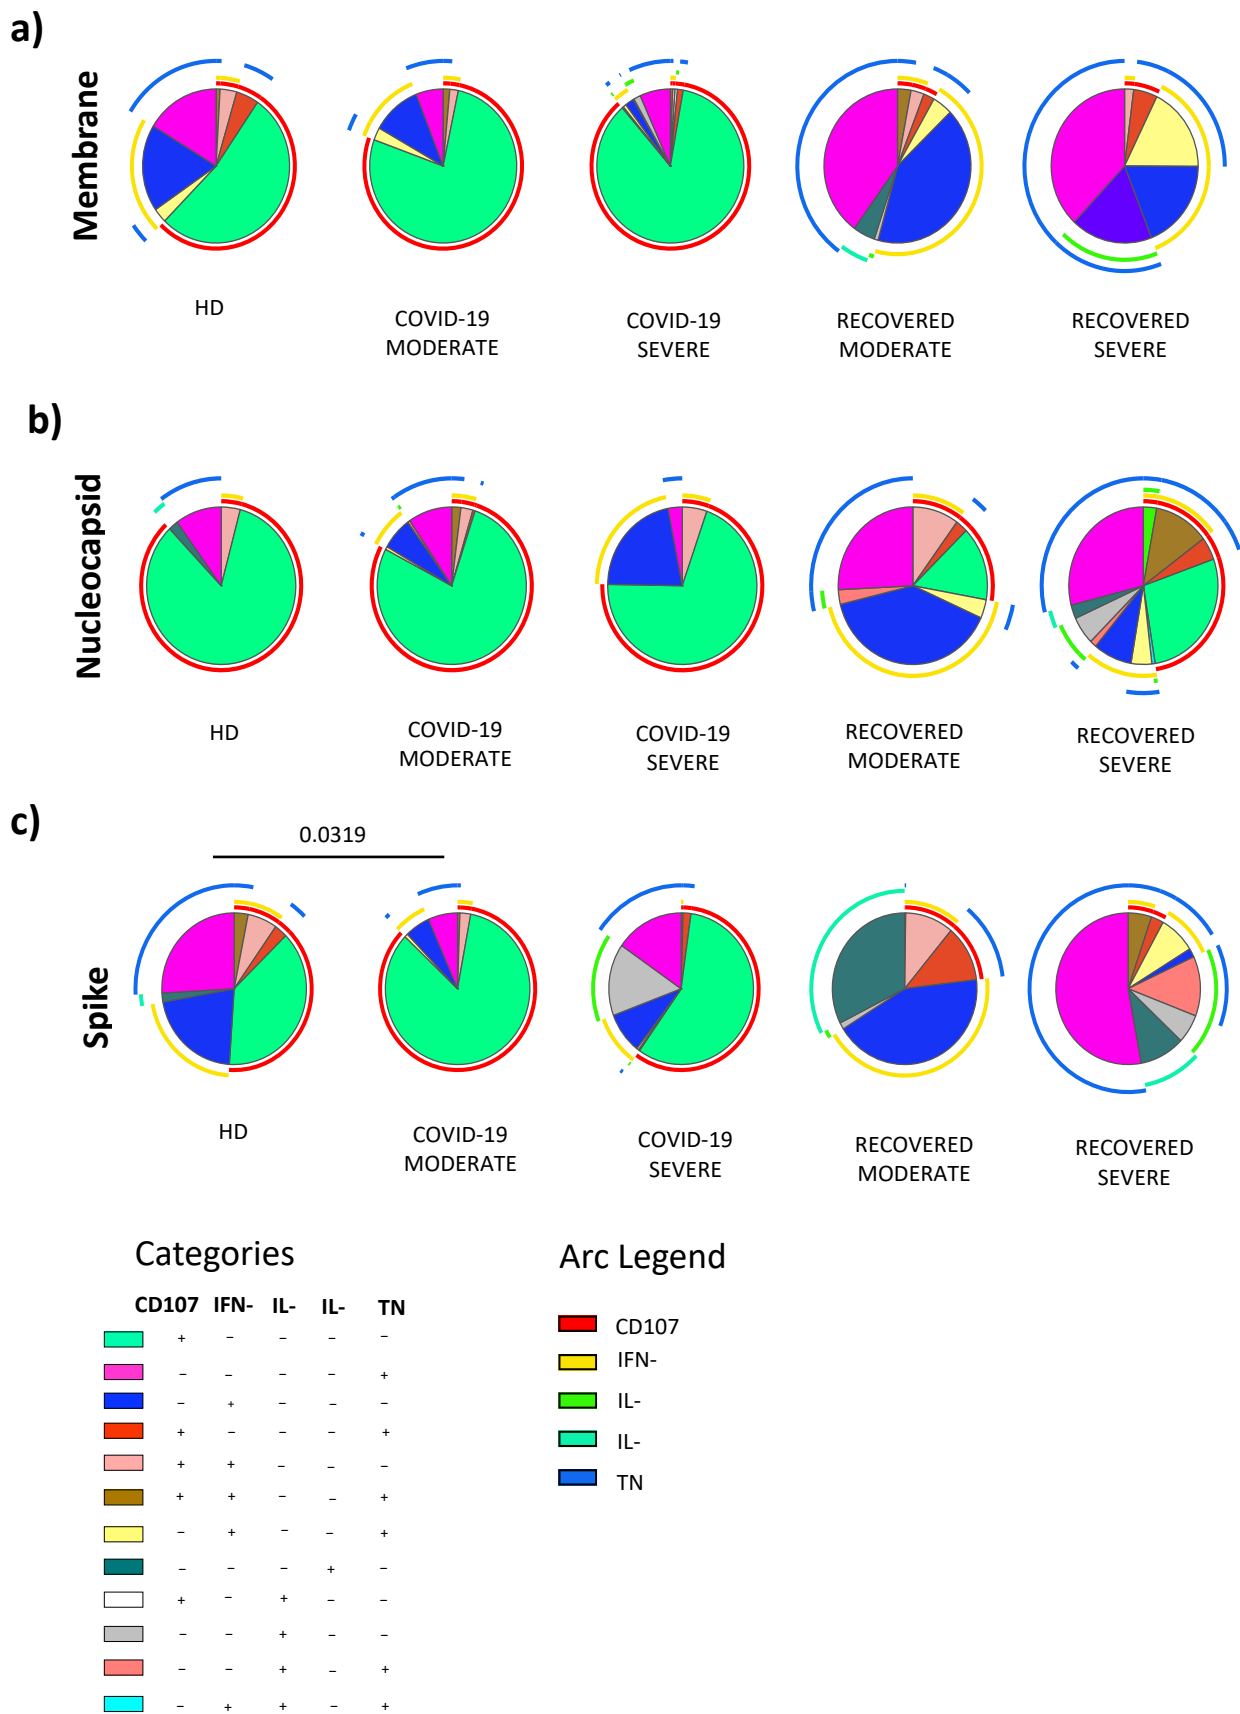 a)
Membrane
HD
COVID-19
MODERATE
COVID-19
SEVERE
RECOVERED
MODERATE
RECOVERED
SEVERE
b)
Nucleocapsid
HD
COVID-19
MODERATE
COVID-19
SEVERE
RECOVERED
MODERATE
RECOVERED
SEVERE
c)
0.0319
Spike
HD
COVID-19
MODERATE
COVID-19
SEVERE
RECOVERED
MODERATE
RECOVERED
SEVERE
Categories
CD107 IFN- IL- IL- TN
+ – – – –
– – – – +
– + – – –
+ – – – +
+ + – – –
+ + – – +
– + – – +
– – – + –
+ – + – –
– – + – –
– – + – +
– + + – +
Arc Legend
CD107
IFN-
IL-
IL-
TN